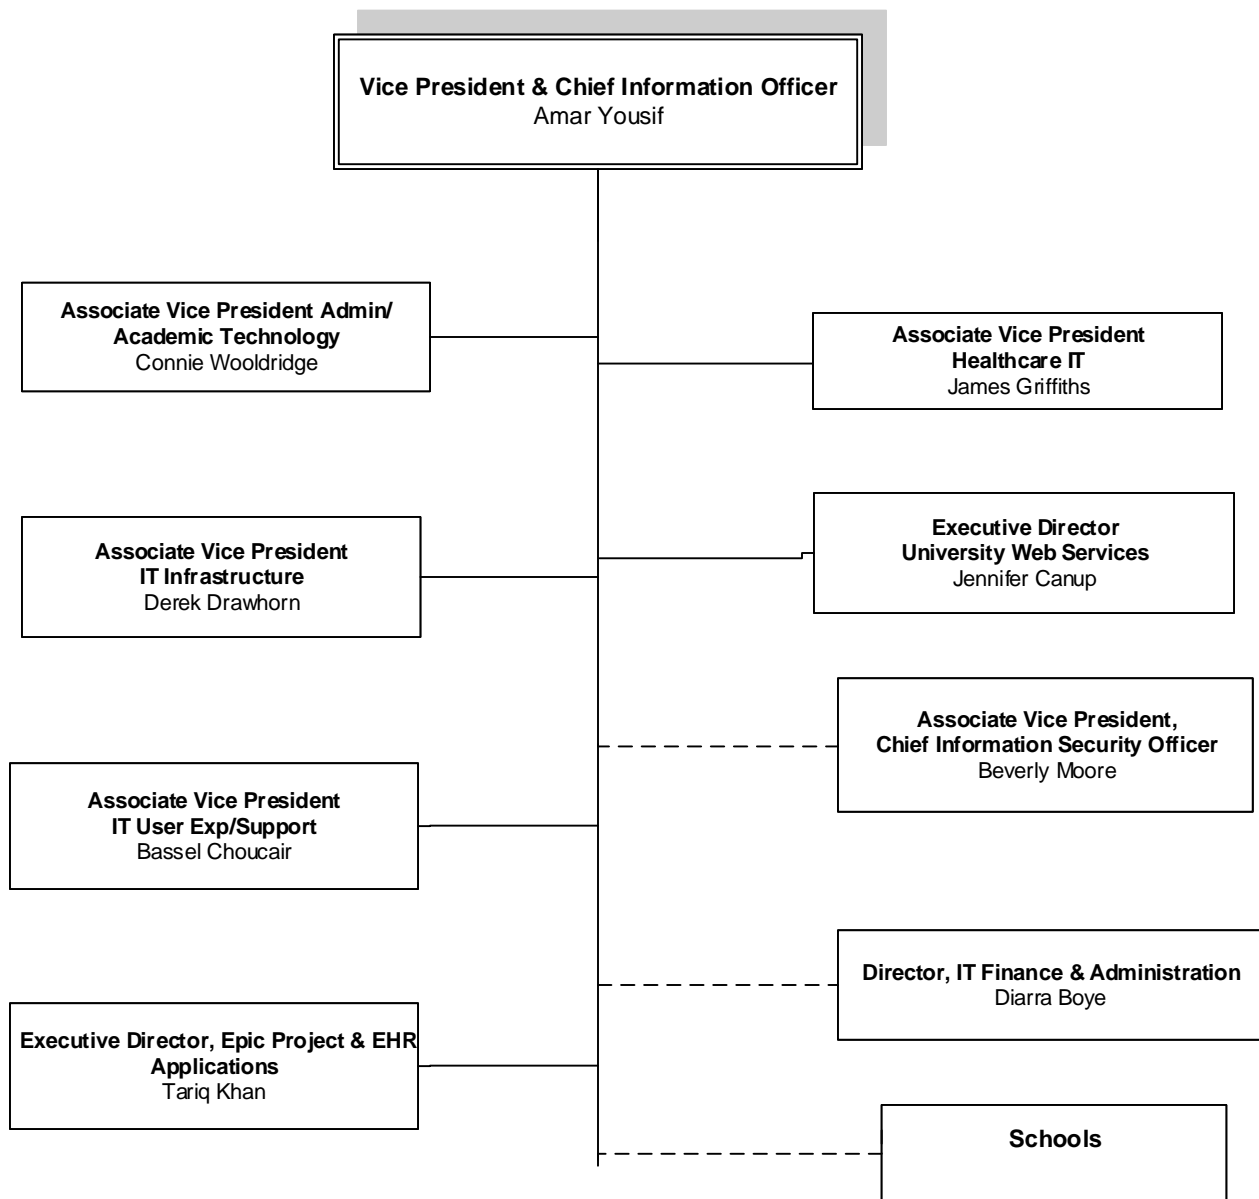 Vice President & Chief Information Officer
Amar Yousif
Associate Vice President Admin/
Academic Technology
Connie Wooldridge
Associate Vice President
Healthcare IT
James Griffiths
Associate Vice President
IT Infrastructure
Derek Drawhorn
Executive Director
University Web Services
Jennifer Canup
Associate Vice President,
Chief Information Security Officer
Beverly Moore
Associate Vice President
IT User Exp/Support
Bassel Choucair
Director, IT Finance & Administration
Diarra Boye
Executive Director, Epic Project & EHR
Applications
Tariq Khan
Schools